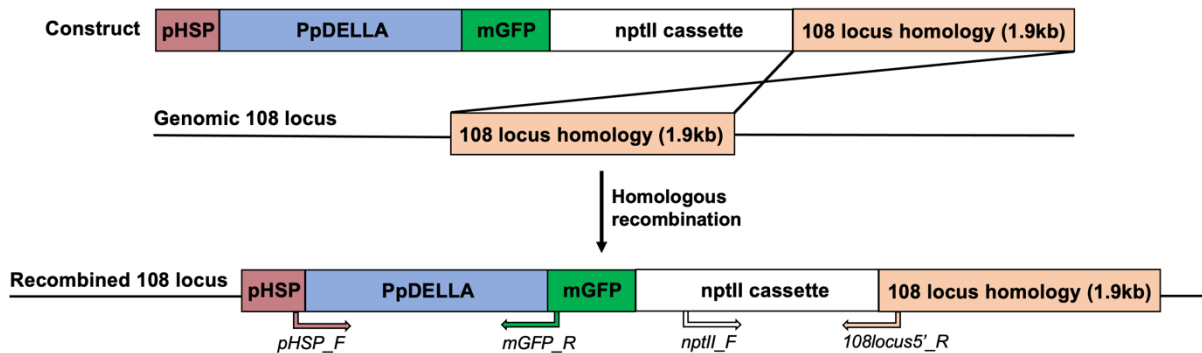 Construct
pHSP PpDELLA mGFP nptII cassette 108 locus homology (1.9kb)
Genomic 108 locus
108 locus homology (1.9kb)
Homologous
recombination
Recombined 108 locus
pHSP PpDELLA mGFP nptII cassette 108 locus homology (1.9kb)
pHSP_F mGFP_R nptII_F 108locus5'_R